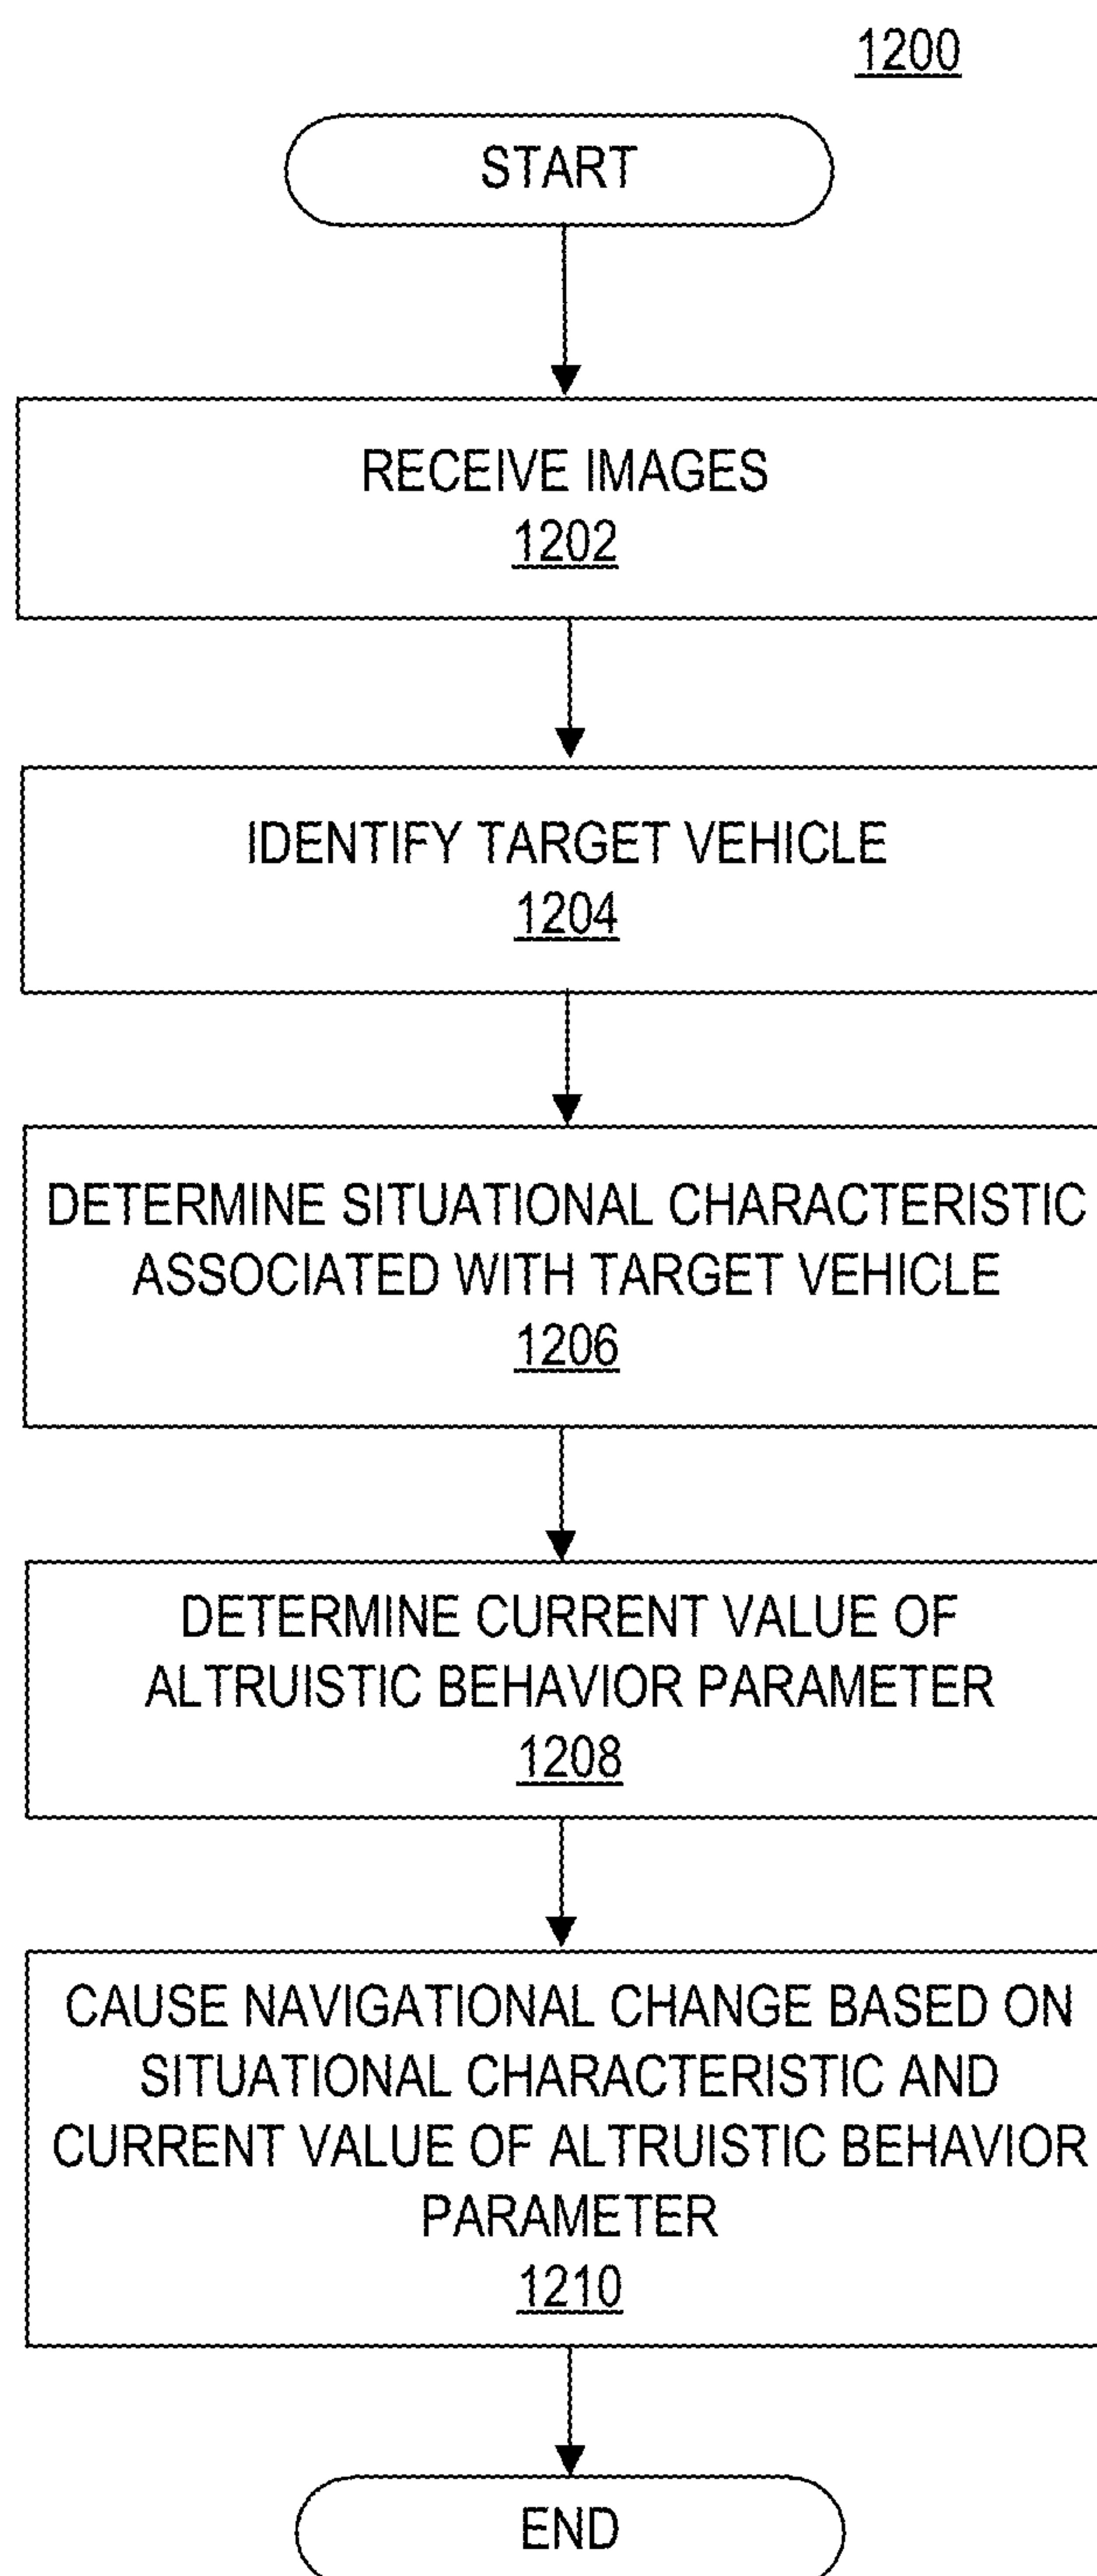 1200
START
RECEIVE IMAGES
1202
IDENTIFY TARGET VEHICLE
1204
DETERMINE SITUATIONAL CHARACTERISTIC
ASSOCIATED WITH TARGET VEHICLE
1206
DETERMINE CURRENT VALUE OF
ALTRUISTIC BEHAVIOR PARAMETER
1208
CAUSE NAVIGATIONAL CHANGE BASED ON
SITUATIONAL CHARACTERISTIC AND
CURRENT VALUE OF ALTRUISTIC BEHAVIOR
PARAMETER
1210
END